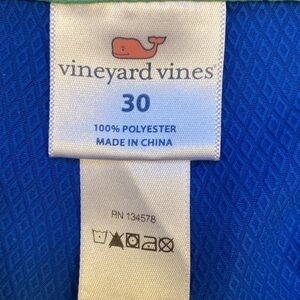 vineyard vines®
30
100% POLYESTER
MADE IN CHINA
RN 134578